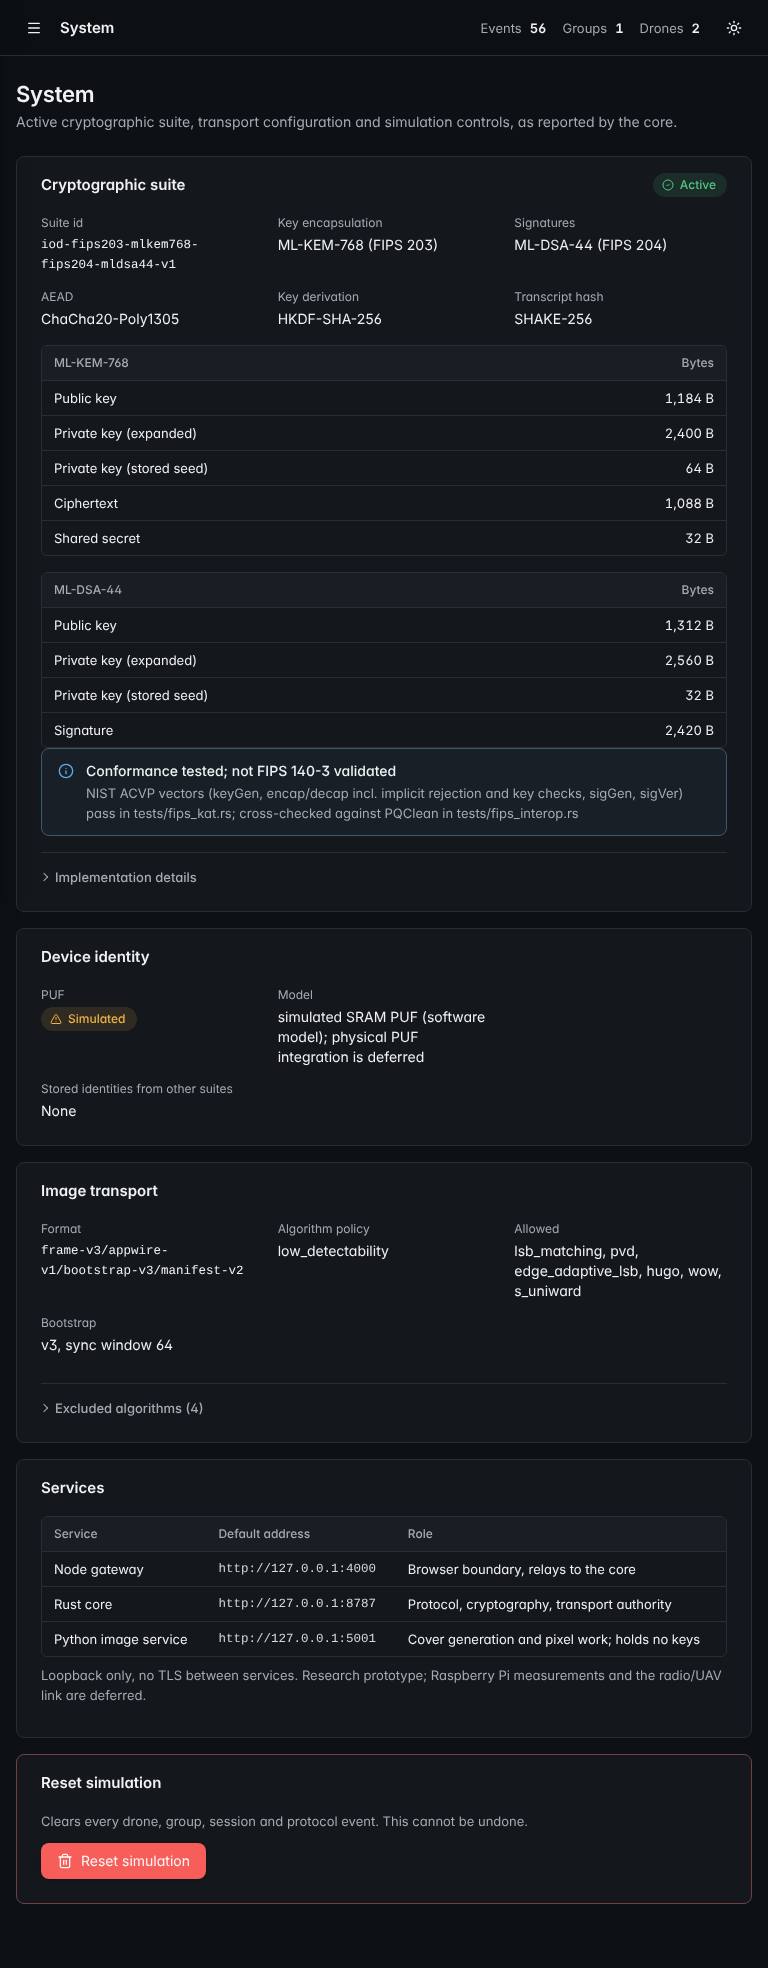 System
Events 56 Groups 1 Drones 2
System
Active cryptographic suite, transport configuration and simulation controls, as reported by the core.
Cryptographic suite
Active
Suite id
iod-fips203-mlkem768-
fips204-mldsa44-v1
Key encapsulation
ML-KEM-768 (FIPS 203)
Signatures
ML-DSA-44 (FIPS 204)
AEAD
ChaCha20-Poly1305
Key derivation
HKDF-SHA-256
Transcript hash
SHAKE-256
ML-KEM-768 Bytes
Public key 1,184 B
Private key (expanded) 2,400 B
Private key (stored seed) 64 B
Ciphertext 1,088 B
Shared secret 32 B
ML-DSA-44 Bytes
Public key 1,312 B
Private key (expanded) 2,560 B
Private key (stored seed) 32 B
Signature 2,420 B
Conformance tested; not FIPS 140-3 validated
NIST ACVP vectors (keyGen, encap/decap incl. implicit rejection and key checks, sigGen, sigVer)
pass in tests/fips_kat.rs; cross-checked against PQClean in tests/fips_interop.rs
Implementation details
Device identity
PUF
Simulated
Model
simulated SRAM PUF (software
model); physical PUF
integration is deferred
Stored identities from other suites
None
Image transport
Format
frame-v3/appwire-
v1/bootstrap-v3/manifest-v2
Algorithm policy
low_detectability
Allowed
lsb_matching, pvd,
edge_adaptive_lsb, hugo, wow,
s_uniward
Bootstrap
v3, sync window 64
Excluded algorithms (4)
Services
Service Default address Role
Node gateway http://127.0.0.1:4000 Browser boundary, relays to the core
Rust core http://127.0.0.1:8787 Protocol, cryptography, transport authority
Python image service http://127.0.0.1:5001 Cover generation and pixel work; holds no keys
Loopback only, no TLS between services. Research prototype; Raspberry Pi measurements and the radio/UAV
link are deferred.
Reset simulation
Clears every drone, group, session and protocol event. This cannot be undone.
Reset simulation